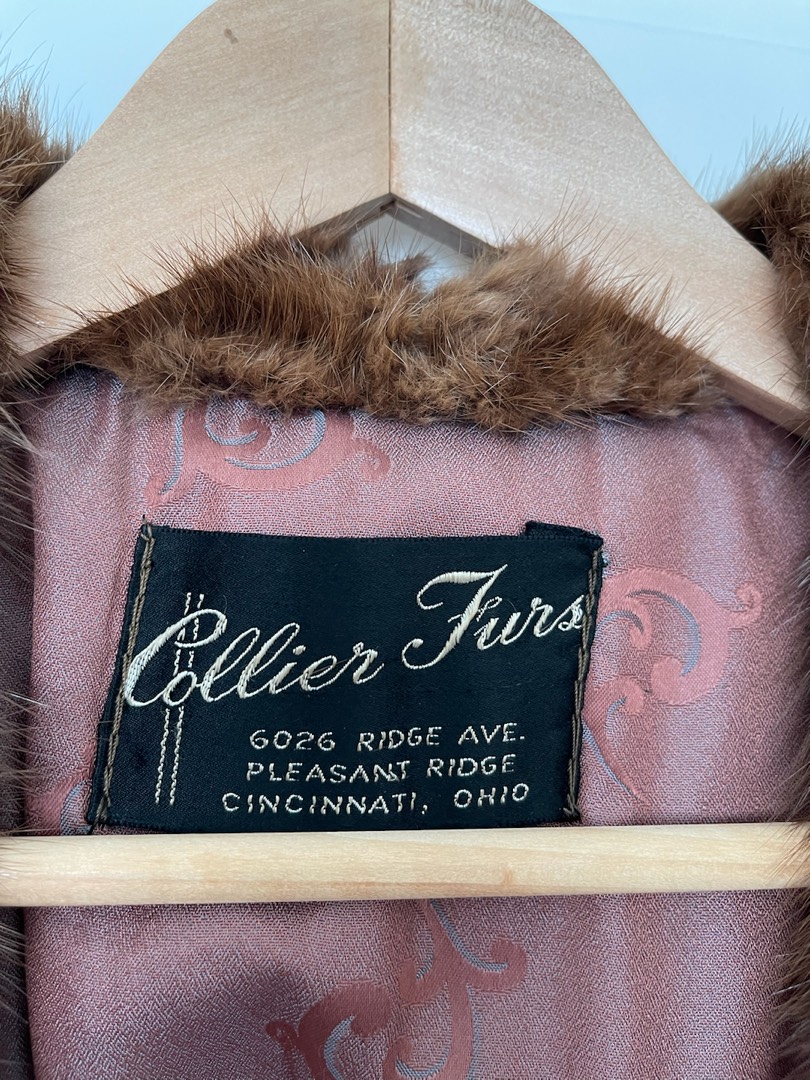 Collier Furs
6026 RIDGE AVE.
PLEASANT RIDGE
CINCINNATI, OHIO